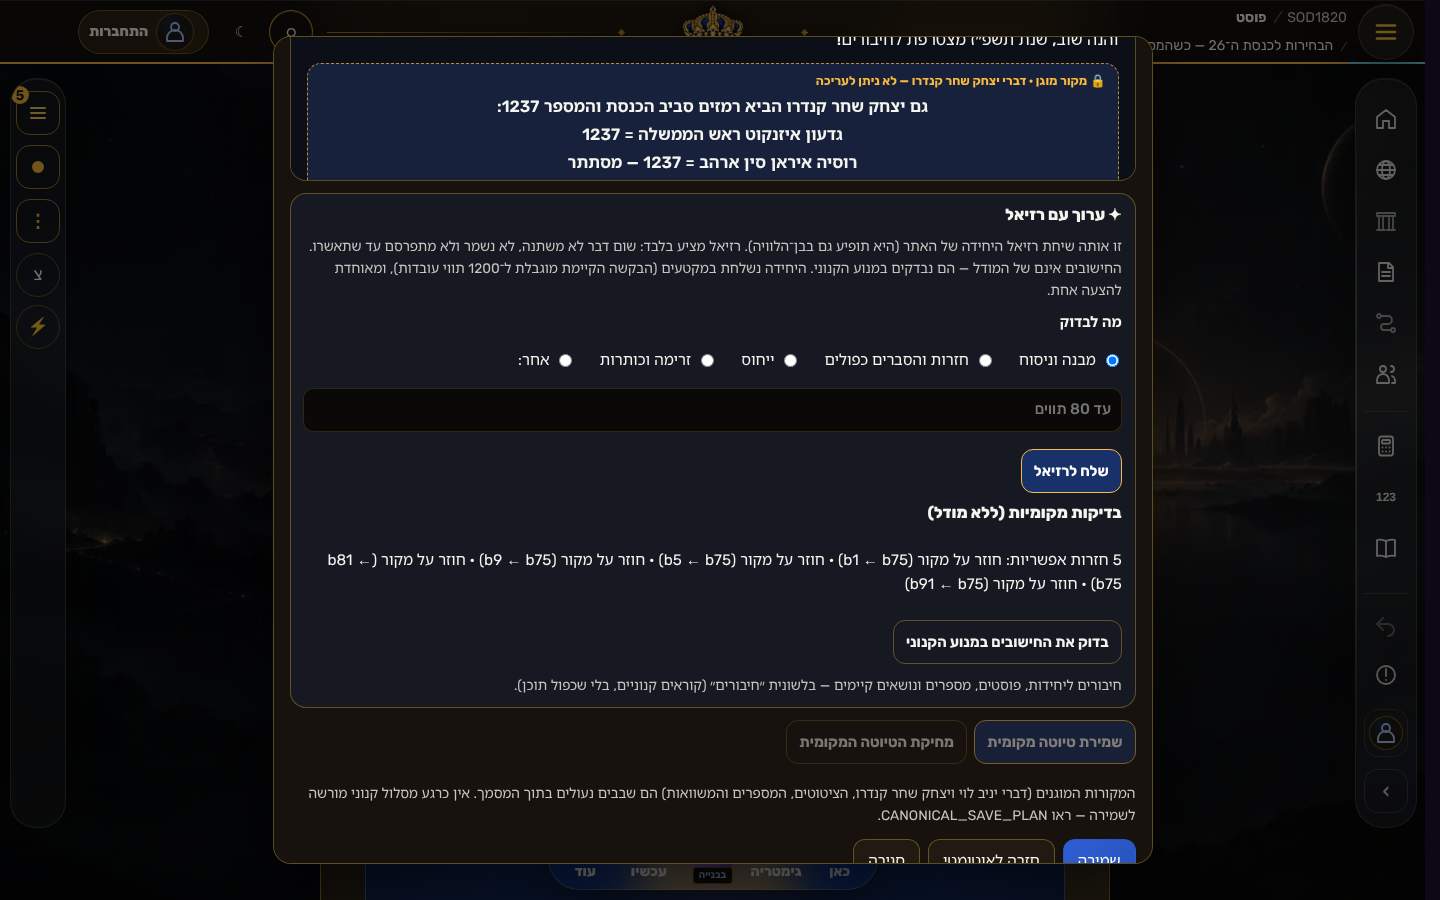 SOD1820 / פוסט
/ הבחירות לכנסת ה־26 – כשהמס
התחברות
5
צ
123
והנה שוב, שנת תשפ״ז מצטרפת לחיבורים!
🔒 מקור מוגן • דברי יצחק שחר קנדרו – לא ניתן לעריכה
גם יצחק שחר קנדרו הביא רמזים סביב הכנסת והמספר 1237:
גדעון איזנקוט ראש הממשלה = 1237
רוסיה איראן סין ארהב = 1237 – מסתתר
✦ ערוך עם רזיאל
זו אותה שיחת רזיאל היחידה של האתר (היא תופיע גם בבן־הלוויה). רזיאל מציע בלבד: שום דבר לא משתנה, לא נשמר ולא מתפרסם עד שתאשרו.
החישובים אינם של המודל – הם נבדקים במנוע הקנוני. היחידה נשלחת במקטעים (הבקשה הקיימת מוגבלת ל־1200 תווי עובדות), ומאוחדת
להצעה אחת.
מה לבדוק
מבנה וניסוח
חזרות והסברים כפולים
ייחוס
זרימה וכותרות
אחר:
עד 80 תווים
שלח לרזיאל
בדיקות מקומיות (ללא מודל)
5 חזרות אפשריות: חוזר על מקור (b1 ← b75) • חוזר על מקור (b5 ← b75) • חוזר על מקור (b9 ← b75) • חוזר על מקור (b81 ←
b75) • חוזר על מקור (b91 ← b75)
בדוק את החישובים במנוע הקנוני
חיבורים ליחידות, פוסטים, מספרים ונושאים קיימים – בלשונית ״חיבורים״ (קוראים קנוניים, בלי שכפול תוכן).
שמירת טיוטה מקומית
מחיקת הטיוטה המקומית
המקורות המוגנים (דברי יניב לוי ויצחק שחר קנדרו, הציטוטים, המספרים והמשוואות) הם שבבים נעולים בתוך המסמך. אין כרגע מסלול קנוני מורשה
לשמירה – ראו CANONICAL_SAVE_PLAN.
שמירה
חזרה לאוטומטי
סגירה
כאן
גימטריה
בבנייה
עכשיו
עוד